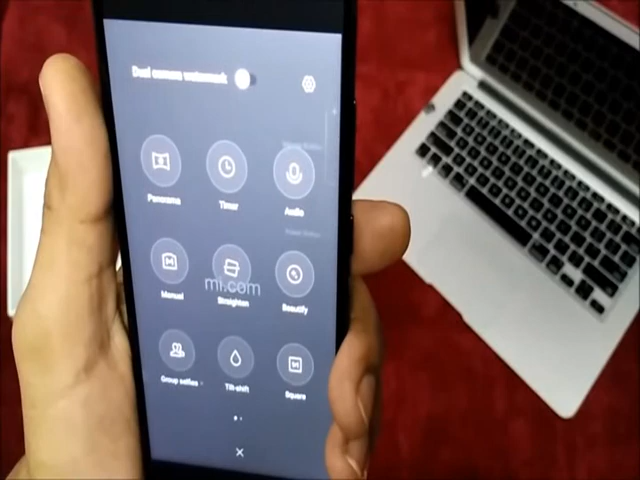 Dual camera watermark
Panorama
Timer
Audio
Manual
Straighten
Beautify
mi.com
Group selfies
Tilt-shift
Square